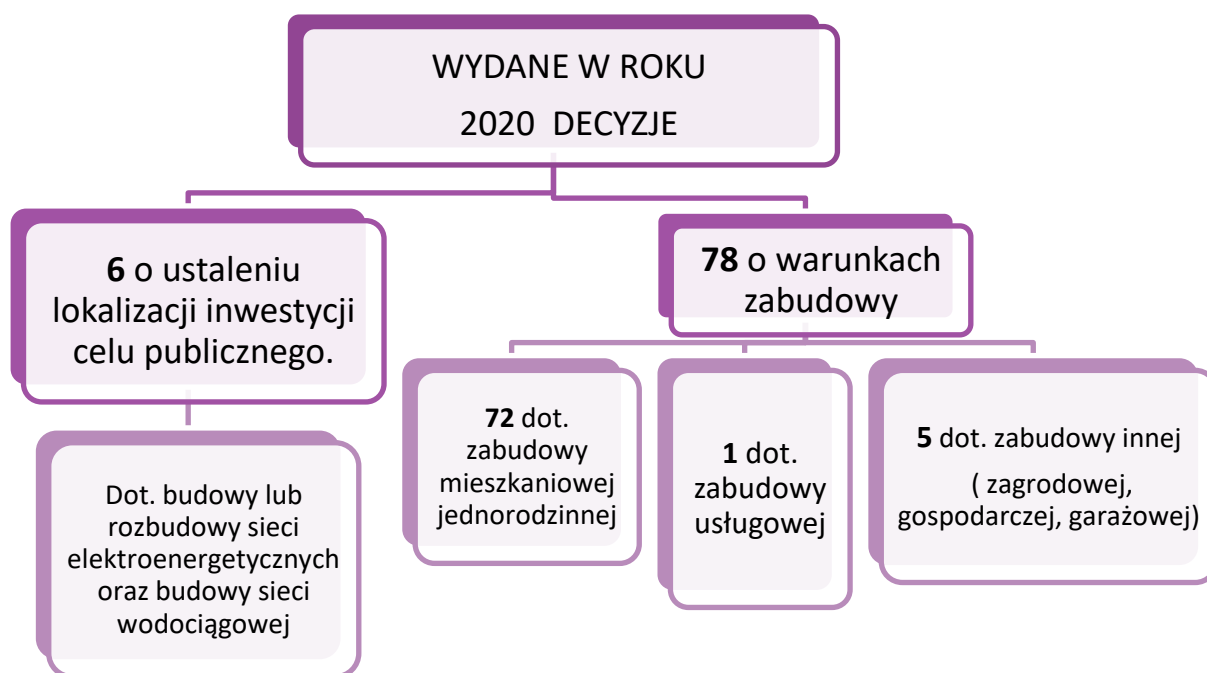 WYDANE W ROKU
2020 DECYZJE
6 o ustaleniu
lokalizacji inwestycji
celu publicznego.
78 o warunkach
zabudowy
Dot. budowy lub
rozbudowy sieci
elektroenergetycznych
oraz budowy sieci
wodociągowej
72 dot.
zabudowy
mieszkaniowej
jednorodzinnej
1 dot.
zabudowy
usługowej
5 dot. zabudowy innej
( zagrodowej,
gospodarczej, garażowej)